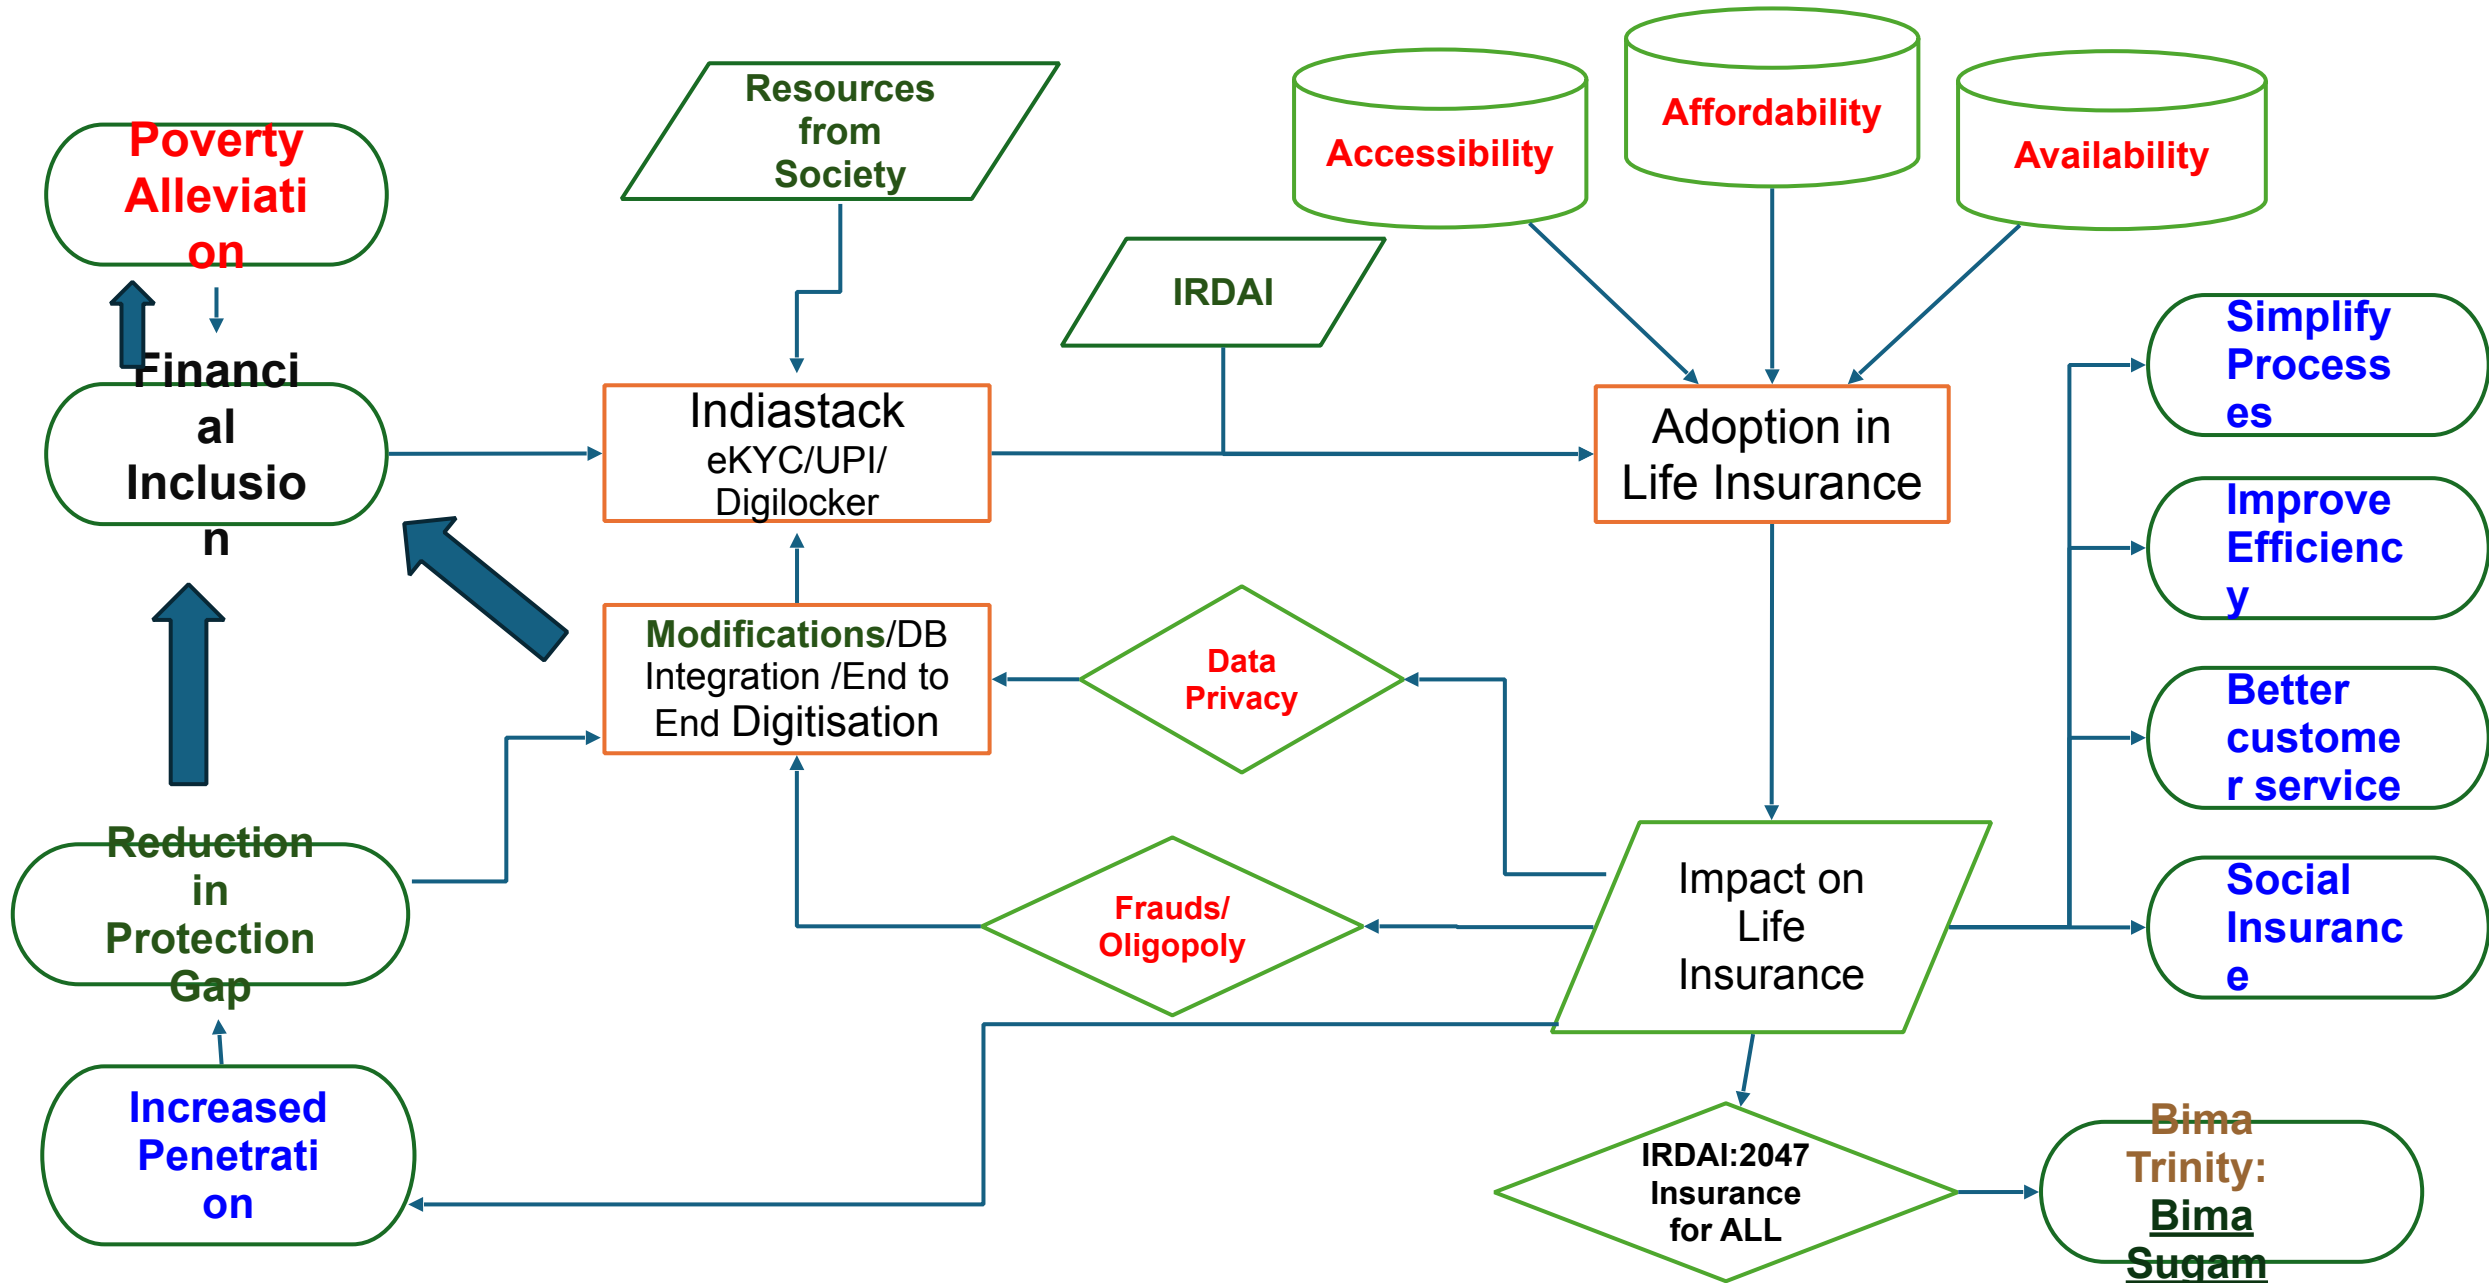 Poverty
Alleviati
on
Resources
from
Society
Accessibility
Affordability
Availability
IRDAI
Financi
al
Inclusio
n
Indiastack
eKYC/UPI/
Digilocker
Adoption in
Life Insurance
Simplify
Process
es
Improve
Efficienc
y
Modifications/DB
Integration /End to
End Digitisation
Data
Privacy
Better
custome
r service
Reduction
in
Protection
Gap
Frauds/
Oligopoly
Impact on
Life
Insurance
Social
Insuranc
e
Increased
Penetrati
on
IRDAI:2047
Insurance
for ALL
Bima
Trinity:
Bima
Sugam